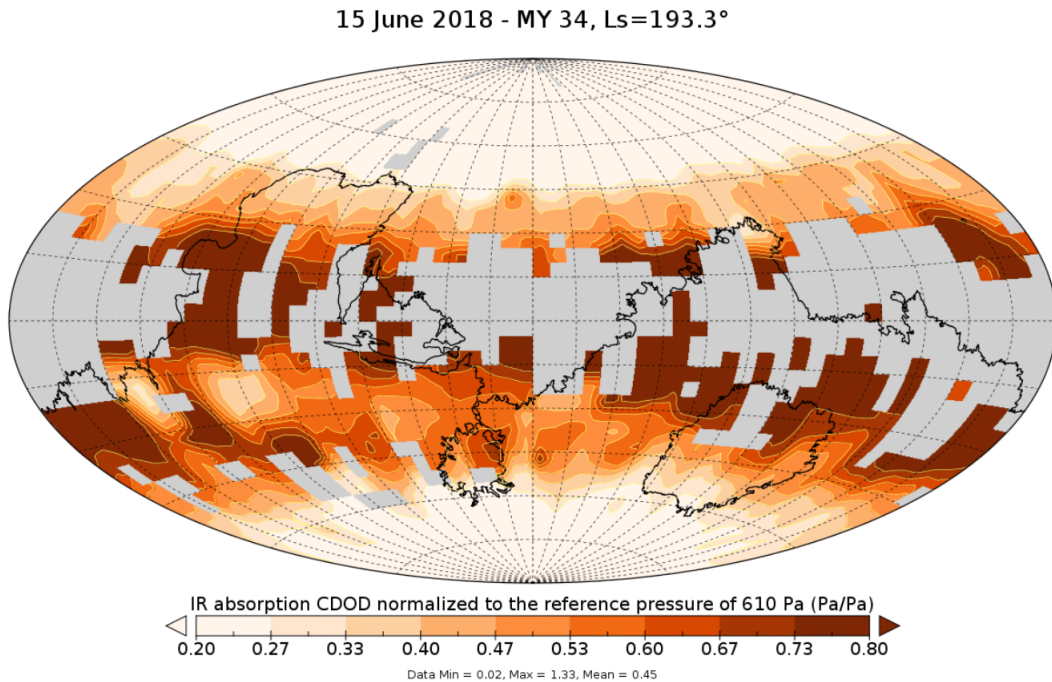 15 June 2018 - MY 34, Ls=193.3°
IR absorption CDOD normalized to the reference pressure of 610 Pa (Pa/Pa)
0.20 0.27 0.33 0.40 0.47 0.53 0.60 0.67 0.73 0.80
Data Min = 0.02, Max = 1.33, Mean = 0.45